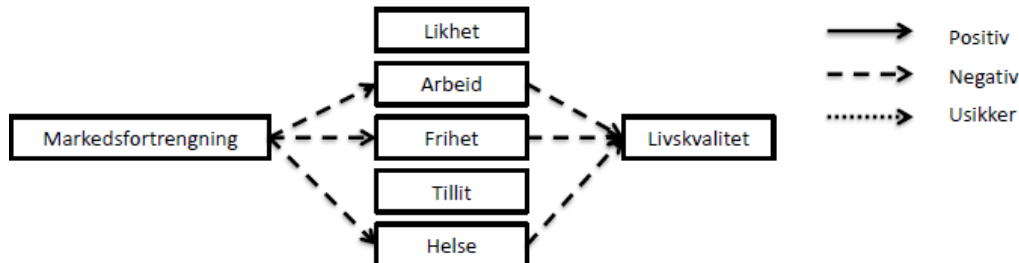 Likhet
Arbeid
Markedsfortrengning
Frihet
Livskvalitet
Tillit
Helse
Positiv
Negativ
Usikker